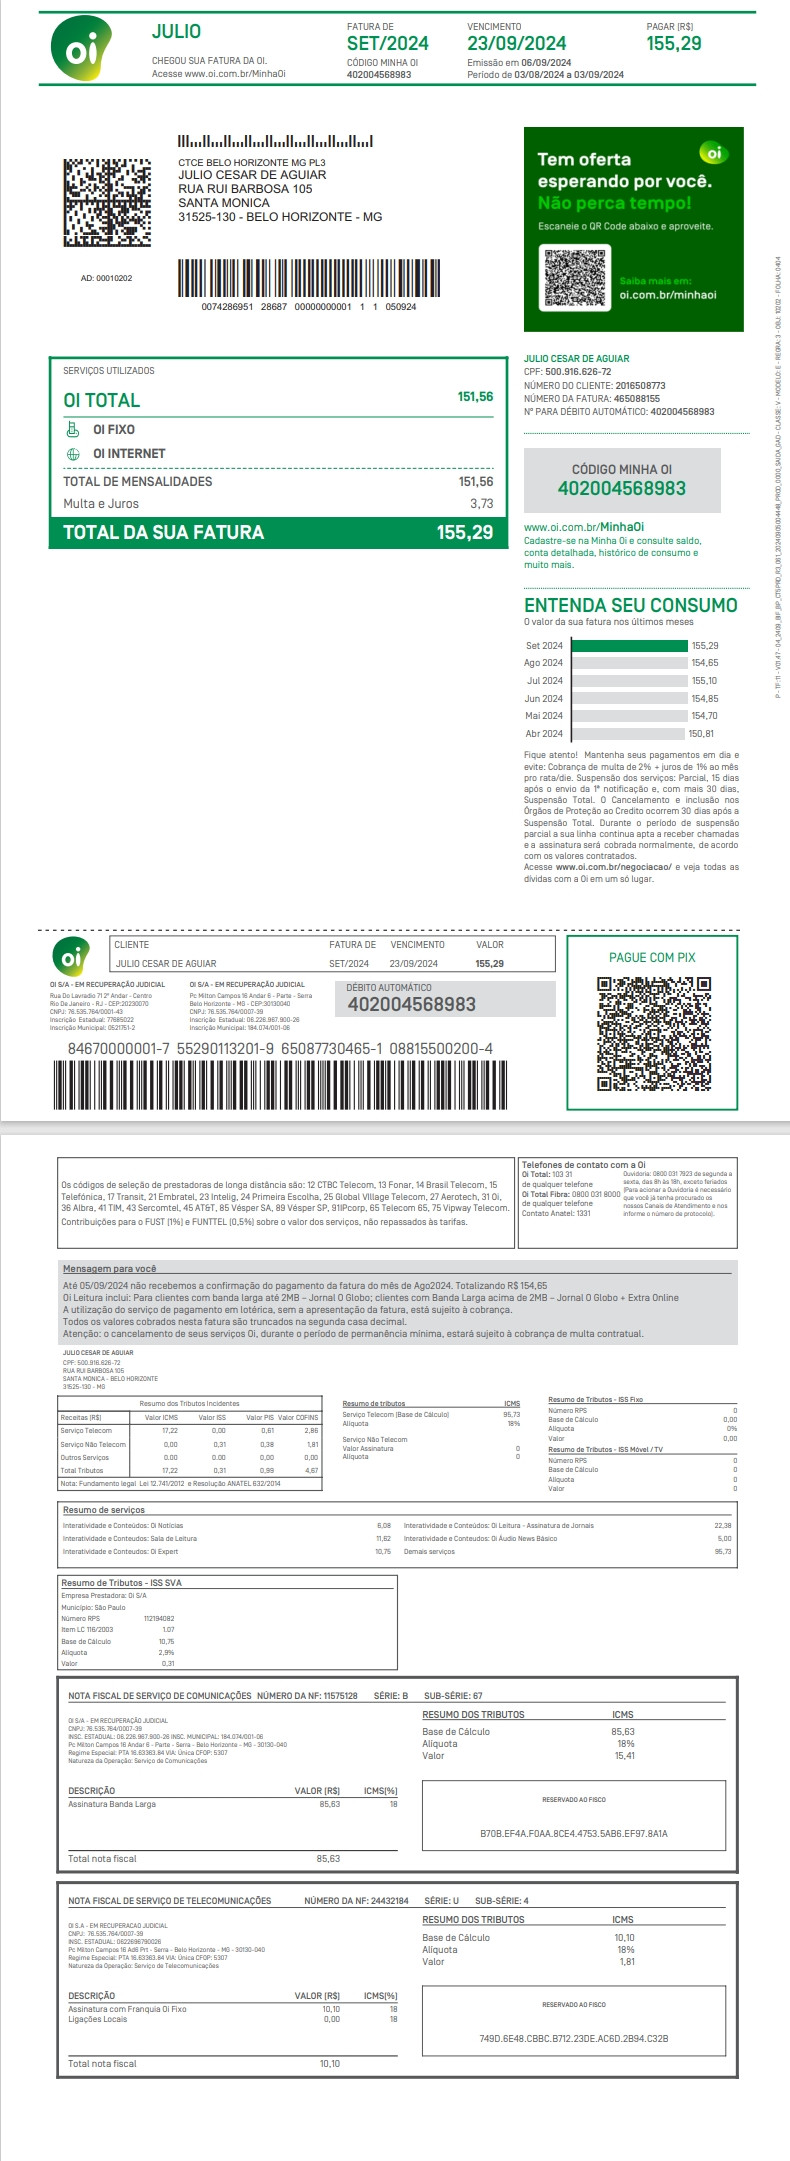 oi
JULIO
CHEGOU SUA FATURA DA OI.
Acesse www.oi.com.br/MinhaOi
FATURA DE
SET/2024
CÓDIGO MINHA OI
402004568983
VENCIMENTO
23/09/2024
Emissão em 06/09/2024
Período de 03/08/2024 a 03/09/2024
PAGAR (R$)
155,29
CTCE BELO HORIZONTE MG PL3
JULIO CESAR DE AGUIAR
RUA RUI BARBOSA 105
SANTA MONICA
31525-130 - BELO HORIZONTE - MG
AD: 00010202
0074286951 28687 00000000001 1 1 050924
oi
Tem oferta
esperando por você.
Não perca tempo!
Escaneie o QR Code abaixo e aproveite.
Saiba mais em:
oi.com.br/minhaoi
SERVIÇOS UTILIZADOS
OI TOTAL 151,56
OI FIXO
OI INTERNET
TOTAL DE MENSALIDADES 151,56
Multa e Juros 3,73
TOTAL DA SUA FATURA 155,29
JULIO CESAR DE AGUIAR
CPF: 500.916.626-72
NÚMERO DO CLIENTE: 2016508773
NÚMERO DA FATURA: 465088155
Nº PARA DÉBITO AUTOMÁTICO: 402004568983
CÓDIGO MINHA OI
402004568983
www.oi.com.br/MinhaOi
Cadastre-se na Minha Oi e consulte saldo,
conta detalhada, histórico de consumo e
muito mais.
ENTENDA SEU CONSUMO
O valor da sua fatura nos últimos meses
Set 2024 155,29
Ago 2024 154,65
Jul 2024 155,10
Jun 2024 154,85
Mai 2024 154,70
Abr 2024 150,81
Fique atento! Mantenha seus pagamentos em dia e
evite: Cobrança de multa de 2% + juros de 1% ao mês
pro rata/die. Suspensão dos serviços: Parcial, 15 dias
após o envio da 1ª notificação e, com mais 30 dias,
Suspensão Total. O Cancelamento e inclusão nos
Órgãos de Proteção ao Credito ocorrem 30 dias após a
Suspensão Total. Durante o período de suspensão
parcial a sua linha continua apta a receber chamadas
e a assinatura será cobrada normalmente, de acordo
com os valores contratados.
Acesse www.oi.com.br/negociacao/ e veja todas as
dívidas com a Oi em um só lugar.
oi
CLIENTE FATURA DE VENCIMENTO VALOR
JULIO CESAR DE AGUIAR SET/2024 23/09/2024 155,29
OI S/A - EM RECUPERAÇÃO JUDICIAL
Rua Do Lavradio 71 2º Andar - Centro
Rio De Janeiro - RJ - CEP:20230070
CNPJ: 76.535.764/0001-43
Inscrição Estadual: 77685022
Inscrição Municipal: 0521751-2
OI S/A - EM RECUPERAÇÃO JUDICIAL
Pc Milton Campos 16 Andar 6 - Parte - Serra
Belo Horizonte - MG - CEP:30130040
CNPJ: 76.535.764/0007-39
Inscrição Estadual: 06.226.967.900-26
Inscrição Municipal: 184.074/001-06
DÉBITO AUTOMÁTICO
402004568983
84670000001-7 55290113201-9 65087730465-1 08815500200-4
PAGUE COM PIX
Os códigos de seleção de prestadoras de longa distância são: 12 CTBC Telecom, 13 Fonar, 14 Brasil Telecom, 15
Telefónica, 17 Transit, 21 Embratel, 23 Intelig, 24 Primeira Escolha, 25 Global VIllage Telecom, 27 Aerotech, 31 Oi,
36 Albra, 41 TIM, 43 Sercomtel, 45 AT&T, 85 Vésper SA, 89 Vésper SP, 91IPcorp, 65 Telecom 65, 75 Vipway Telecom.
Contribuições para o FUST (1%) e FUNTTEL (0,5%) sobre o valor dos serviços, não repassados às tarifas.
Telefones de contato com a Oi
Oi Total: 103 31
de qualquer telefone
Oi Total Fibra: 0800 031 8000
de qualquer telefone
Contato Anatel: 1331
Ouvidoria: 0800 031 7923 de segunda a
sexta, das 8h às 18h, exceto feriados
(Para acionar a Ouvidoria é necessário
que você já tenha procurado os
nossos Canais de Atendimento e nos
informe o número de protocolo).
Mensagem para você
Até 05/09/2024 não recebemos a confirmação do pagamento da fatura do mês de Ago2024. Totalizando R$ 154,65
Oi Leitura inclui: Para clientes com banda larga até 2MB – Jornal O Globo; clientes com Banda Larga acima de 2MB – Jornal O Globo + Extra Online
A utilização do serviço de pagamento em lotérica, sem a apresentação da fatura, está sujeito à cobrança.
Todos os valores cobrados nesta fatura são truncados na segunda casa decimal.
Atenção: o cancelamento de seus serviços Oi, durante o período de permanência mínima, estará sujeito à cobrança de multa contratual.
JULIO CESAR DE AGUIAR
CPF: 500.916.626-72
RUA RUI BARBOSA 105
SANTA MONICA - BELO HORIZONTE
31525-130 - MG
Resumo dos Tributos Incidentes
Receitas (R$) Valor ICMS Valor ISS Valor PIS Valor COFINS
Serviço Telecom 17,22 0,00 0,61 2,86
Serviço Não Telecom 0,00 0,31 0,38 1,81
Outros Serviços 0.00 0.00 0,00 0,00
Total Tributos 17,22 0,31 0,99 4,67
Nota: Fundamento legal Lei 12.741/2012 e Resolução ANATEL 632/2014
Resumo de tributos ICMS
Serviço Telecom (Base de Cálculo) 95,73
Alíquota 18%
Serviço Não Telecom
Valor Assinatura 0
Alíquota 0
Resumo de Tributos - ISS Fixo
Número RPS 0
Base de Cálculo 0,00
Alíquota 0%
Valor 0,00
Resumo de Tributos - ISS Móvel / TV
Número RPS 0
Base de Cálculo 0
Alíquota 0
Valor 0
Resumo de serviços
Interatividade e Conteúdos: Oi Notícias 6,08 Interatividade e Conteúdos: Oi Leitura - Assinatura de Jornais 22,38
Interatividade e Conteudos: Sala de Leitura 11,62 Interatividade e Conteudos: Oi Áudio News Básico 5,00
Interatividade e Conteudos: Oi Expert 10,75 Demais serviços 95,73
Resumo de Tributos - ISS SVA
Empresa Prestadora: Oi S/A
Município: São Paulo
Número RPS 112194082
Item LC 116/2003 1.07
Base de Cálculo 10,75
Alíquota 2,9%
Valor 0,31
NOTA FISCAL DE SERVIÇO DE COMUNICAÇÕES NÚMERO DA NF: 11575128 SÉRIE: B SUB-SÉRIE: 67
OI S/A - EM RECUPERAÇÃO JUDICIAL
CNPJ: 76.535.764/0007-39
INSC. ESTADUAL: 06.226.967.900-26 INSC. MUNICIPAL: 184.074/001-06
Pc Milton Campos 16 Andar 6 - Parte - Serra - Belo Horizonte - MG - 30130-040
Regime Especial: PTA 16.63363.84 VIA: Única CFOP: 5307
Natureza da Operação: Serviço de Comunicações
RESUMO DOS TRIBUTOS ICMS
Base de Cálculo 85,63
Alíquota 18%
Valor 15,41
DESCRIÇÃO VALOR (R$) ICMS(%)
Assinatura Banda Larga 85,63 18
Total nota fiscal 85,63
RESERVADO AO FISCO
B70B.EF4A.F0AA.8CE4.4753.5AB6.EF97.8A1A
NOTA FISCAL DE SERVIÇO DE TELECOMUNICAÇÕES NÚMERO DA NF: 24432184 SÉRIE: U SUB-SÉRIE: 4
OI S.A - EM RECUPERACAO JUDICIAL
CNPJ: 76.535.764/0007-39
INSC. ESTADUAL: 0622696790026
Pc Milton Campos 16 Ad6 Prt - Serra - Belo Horizonte - MG - 30130-040
Regime Especial: PTA 16.63363.84 VIA: Única CFOP: 5307
Natureza da Operação: Serviço de Telecomunicações
RESUMO DOS TRIBUTOS ICMS
Base de Cálculo 10,10
Alíquota 18%
Valor 1,81
DESCRIÇÃO VALOR (R$) ICMS(%)
Assinatura com Franquia Oi Fixo 10,10 18
Ligações Locais 0,00 18
Total nota fiscal 10,10
RESERVADO AO FISCO
749D.6E48.CBBC.B712.23DE.AC6D.2B94.C32B